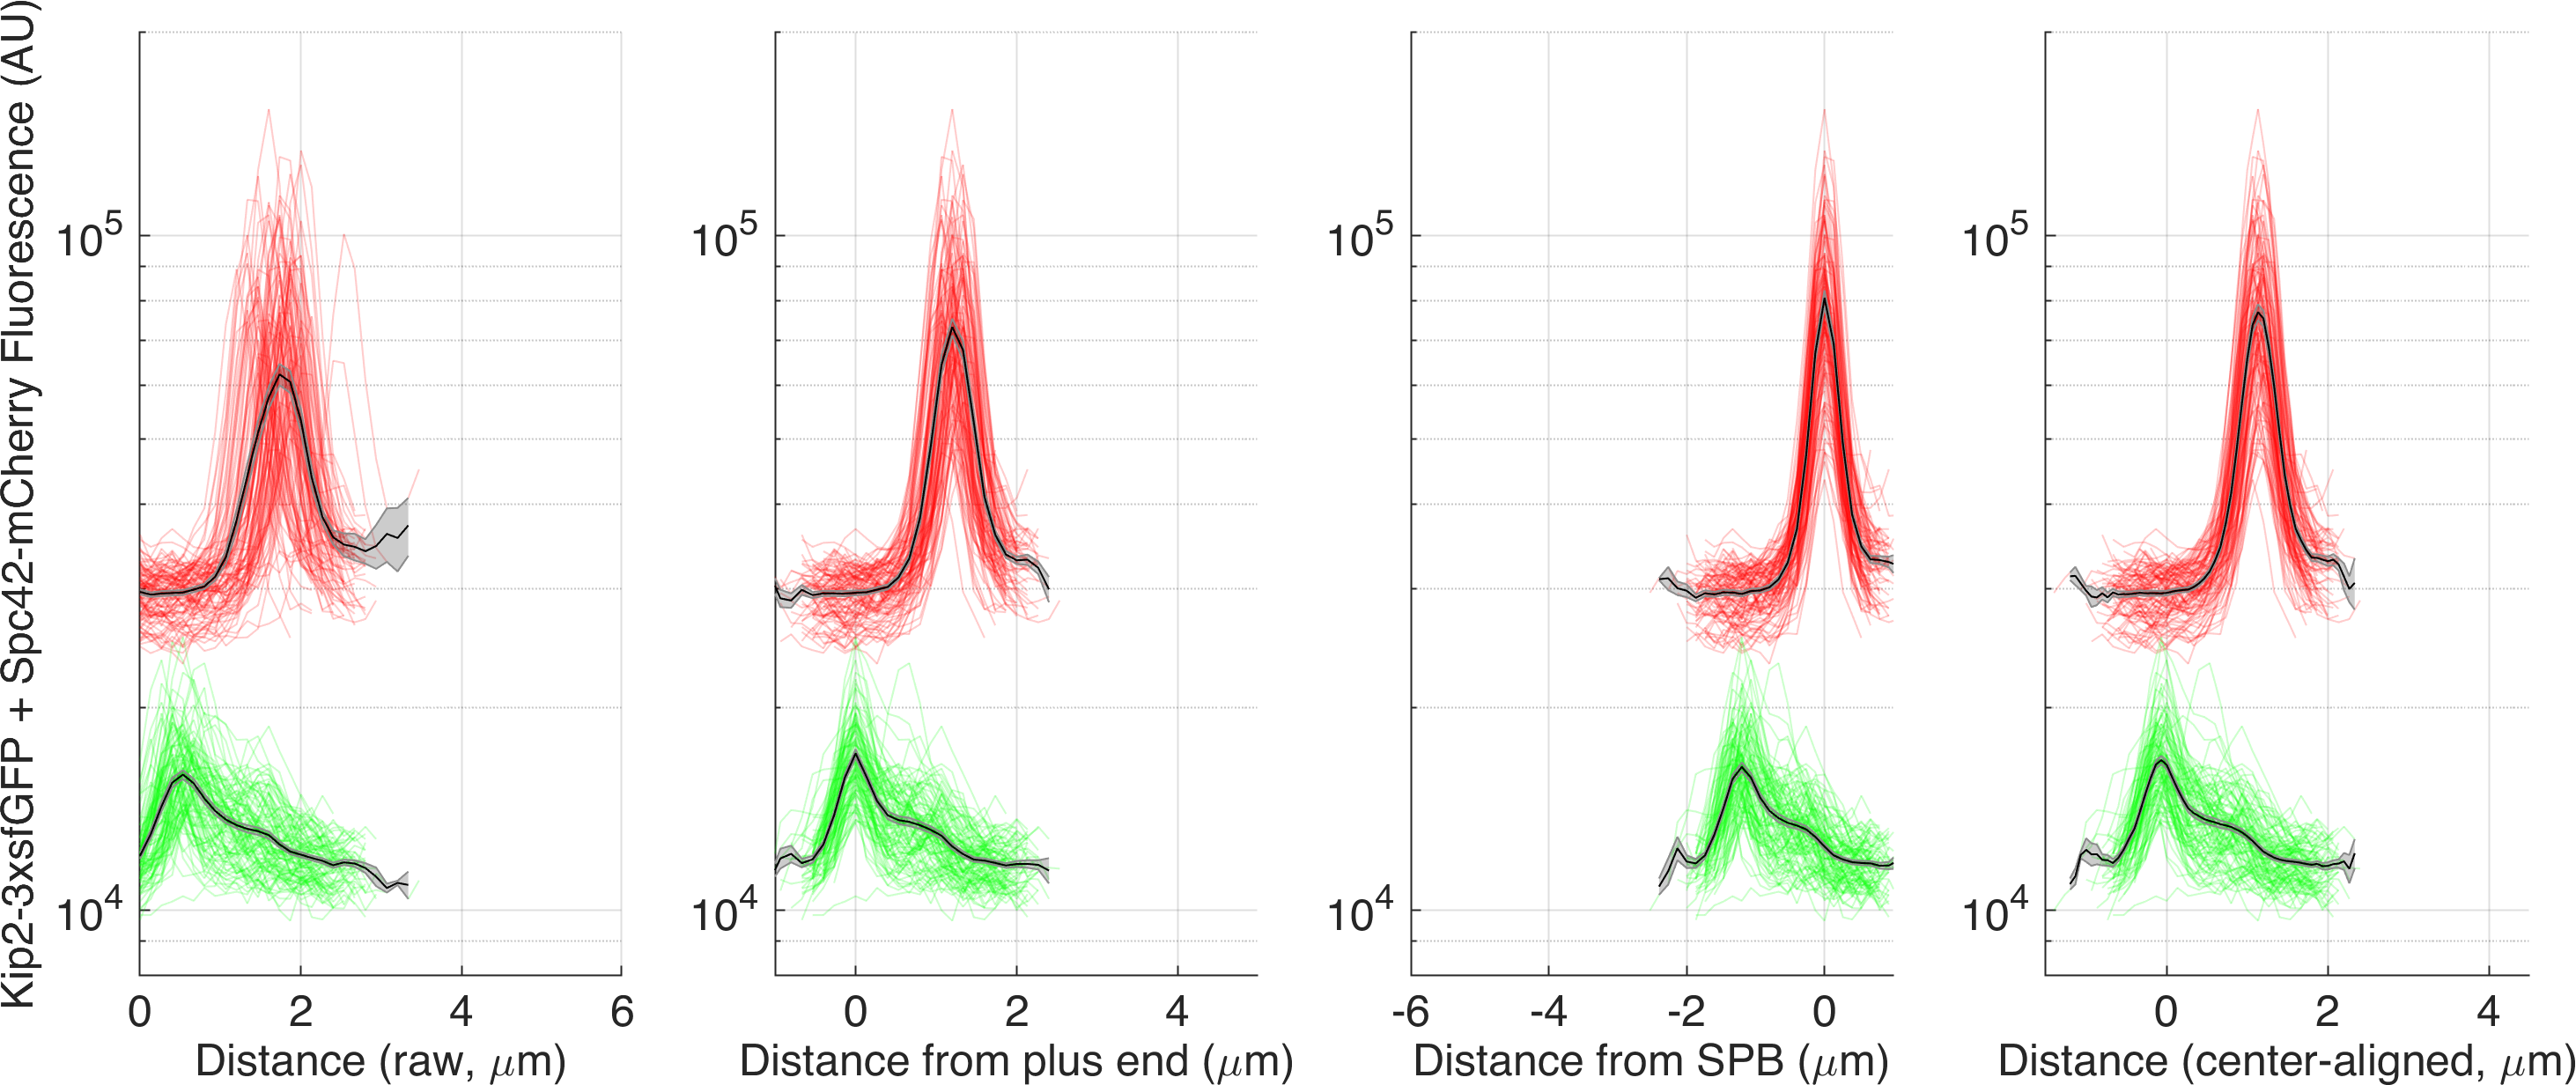 Kip2-3xsfGFP + Spc42-mCherry Fluorescence (AU)
10^5
10^4
0 2 4 6
Distance (raw, μm)
10^5
10^4
0 2 4
Distance from plus end (μm)
10^5
10^4
-6 -4 -2 0
Distance from SPB (μm)
10^5
10^4
0 2 4
Distance (center-aligned, μm)